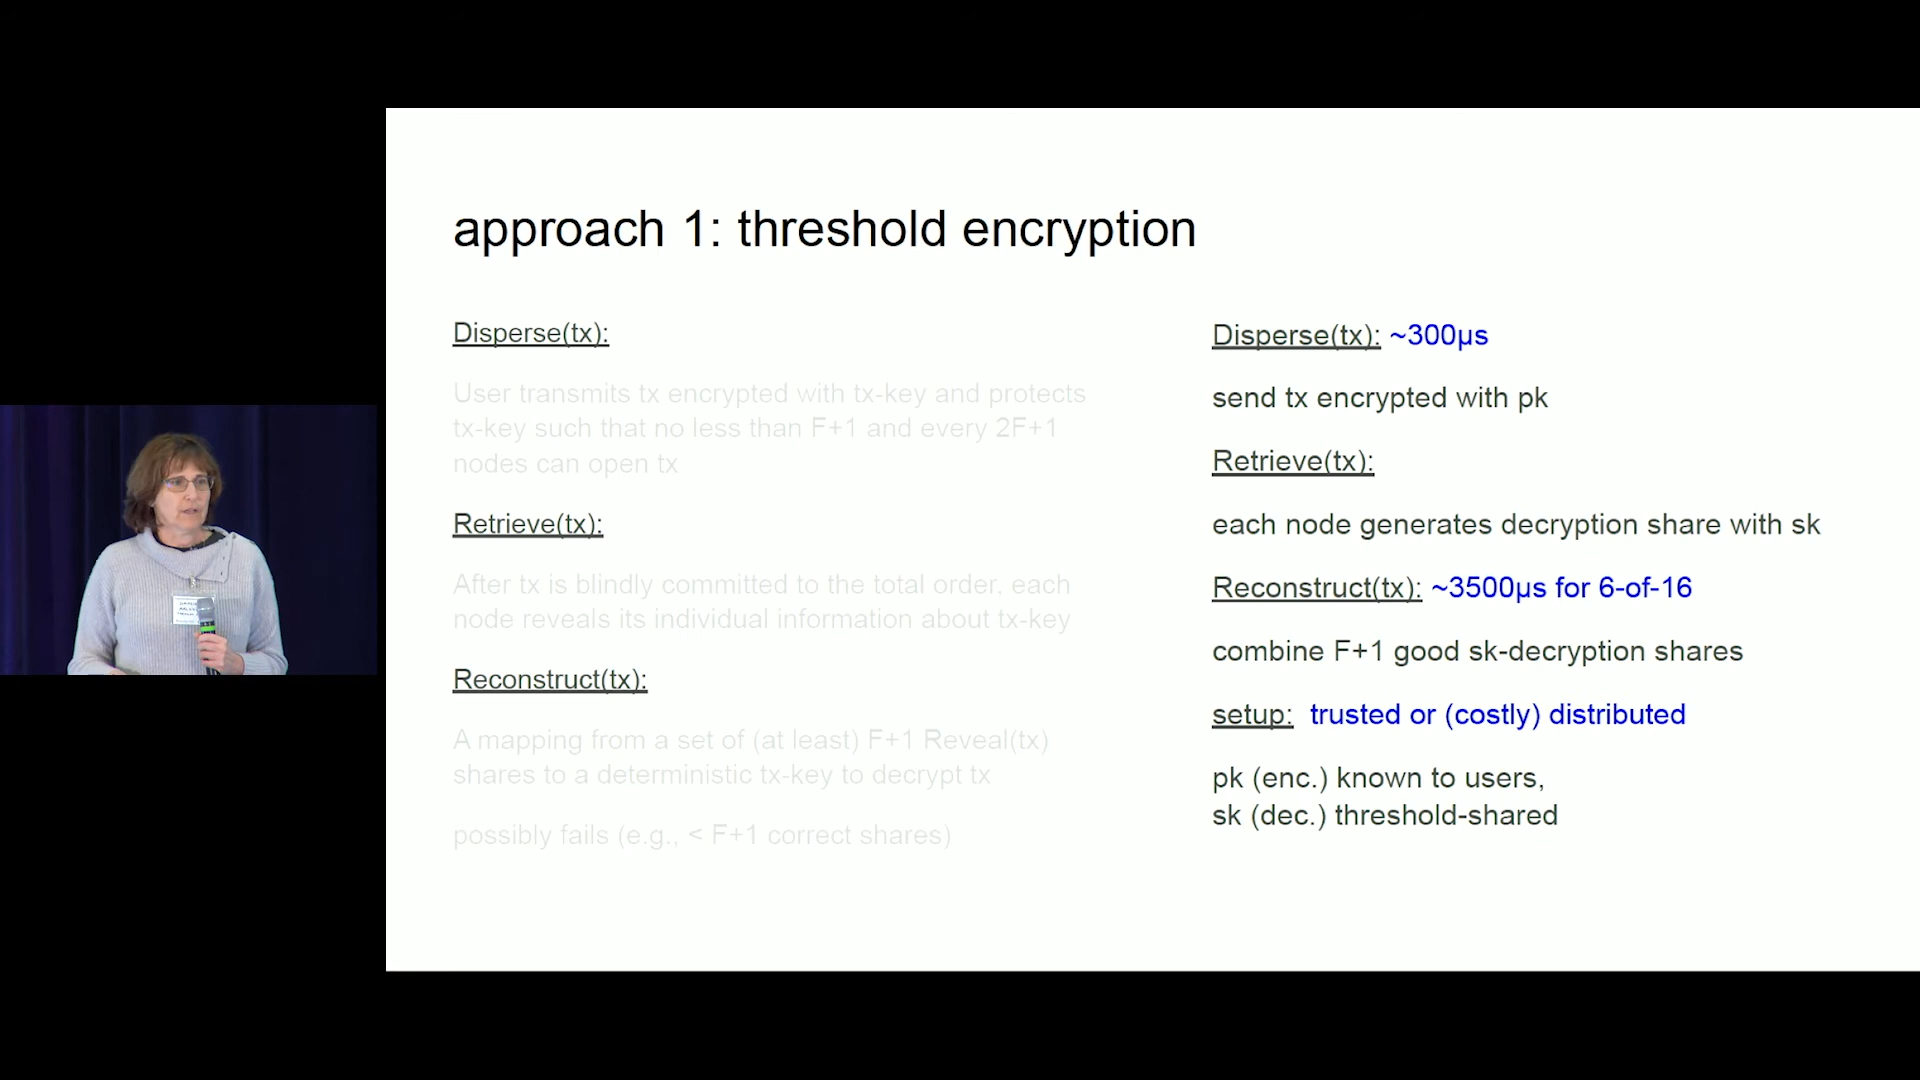 approach 1: threshold encryption
Disperse(tx):
User transmits tx encrypted with tx-key and protects
tx-key such that no less than F+1 and every 2F+1
nodes can open tx
Retrieve(tx):
After tx is blindly committed to the total order, each
node reveals its individual information about tx-key
Reconstruct(tx):
A mapping from a set of (at least) F+1 Reveal(tx)
shares to a deterministic tx-key to decrypt tx
possibly fails (e.g., < F+1 correct shares)
Disperse(tx): ~300µs
send tx encrypted with pk
Retrieve(tx):
each node generates decryption share with sk
Reconstruct(tx): ~3500µs for 6-of-16
combine F+1 good sk-decryption shares
setup: trusted or (costly) distributed
pk (enc.) known to users,
sk (dec.) threshold-shared